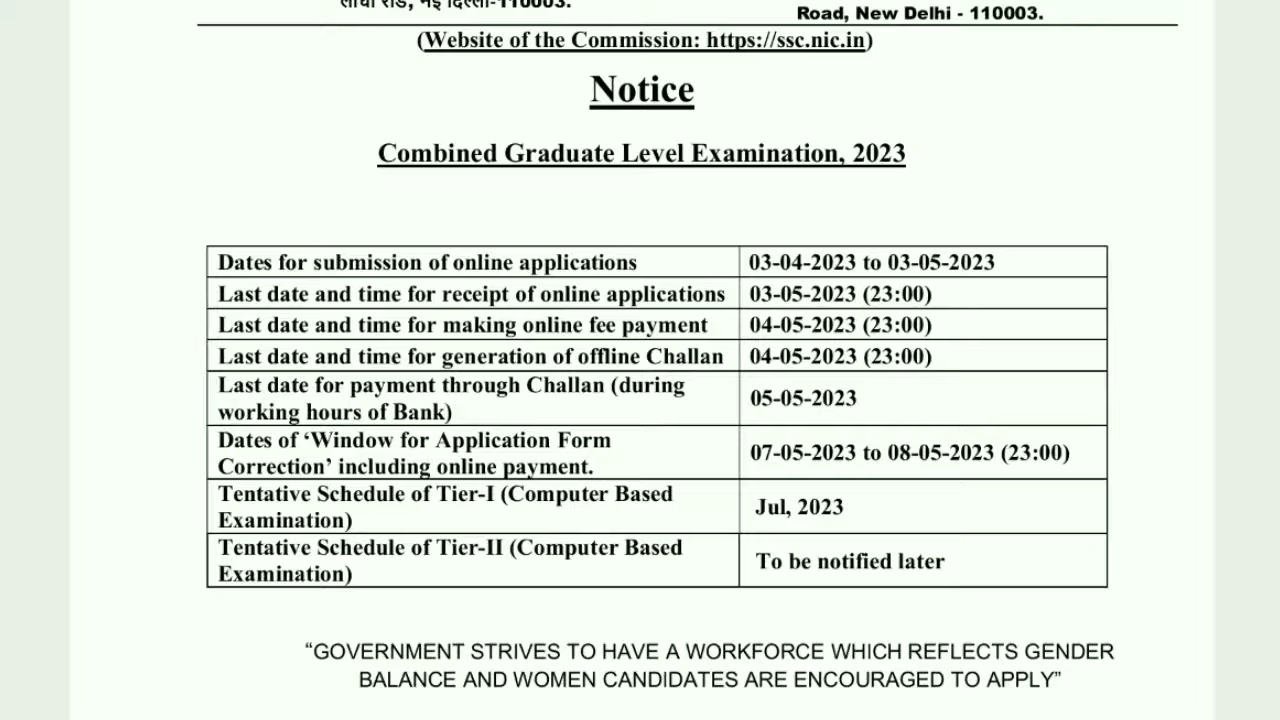 लोधी रोड, नई दिल्ली-110003.
Road, New Delhi - 110003.
(Website of the Commission: https://ssc.nic.in)
Notice
Combined Graduate Level Examination, 2023
Dates for submission of online applications 03-04-2023 to 03-05-2023
Last date and time for receipt of online applications 03-05-2023 (23:00)
Last date and time for making online fee payment 04-05-2023 (23:00)
Last date and time for generation of offline Challan 04-05-2023 (23:00)
Last date for payment through Challan (during
working hours of Bank) 05-05-2023
Dates of ‘Window for Application Form
Correction’ including online payment. 07-05-2023 to 08-05-2023 (23:00)
Tentative Schedule of Tier-I (Computer Based
Examination) Jul, 2023
Tentative Schedule of Tier-II (Computer Based
Examination) To be notified later
“GOVERNMENT STRIVES TO HAVE A WORKFORCE WHICH REFLECTS GENDER
BALANCE AND WOMEN CANDIDATES ARE ENCOURAGED TO APPLY”